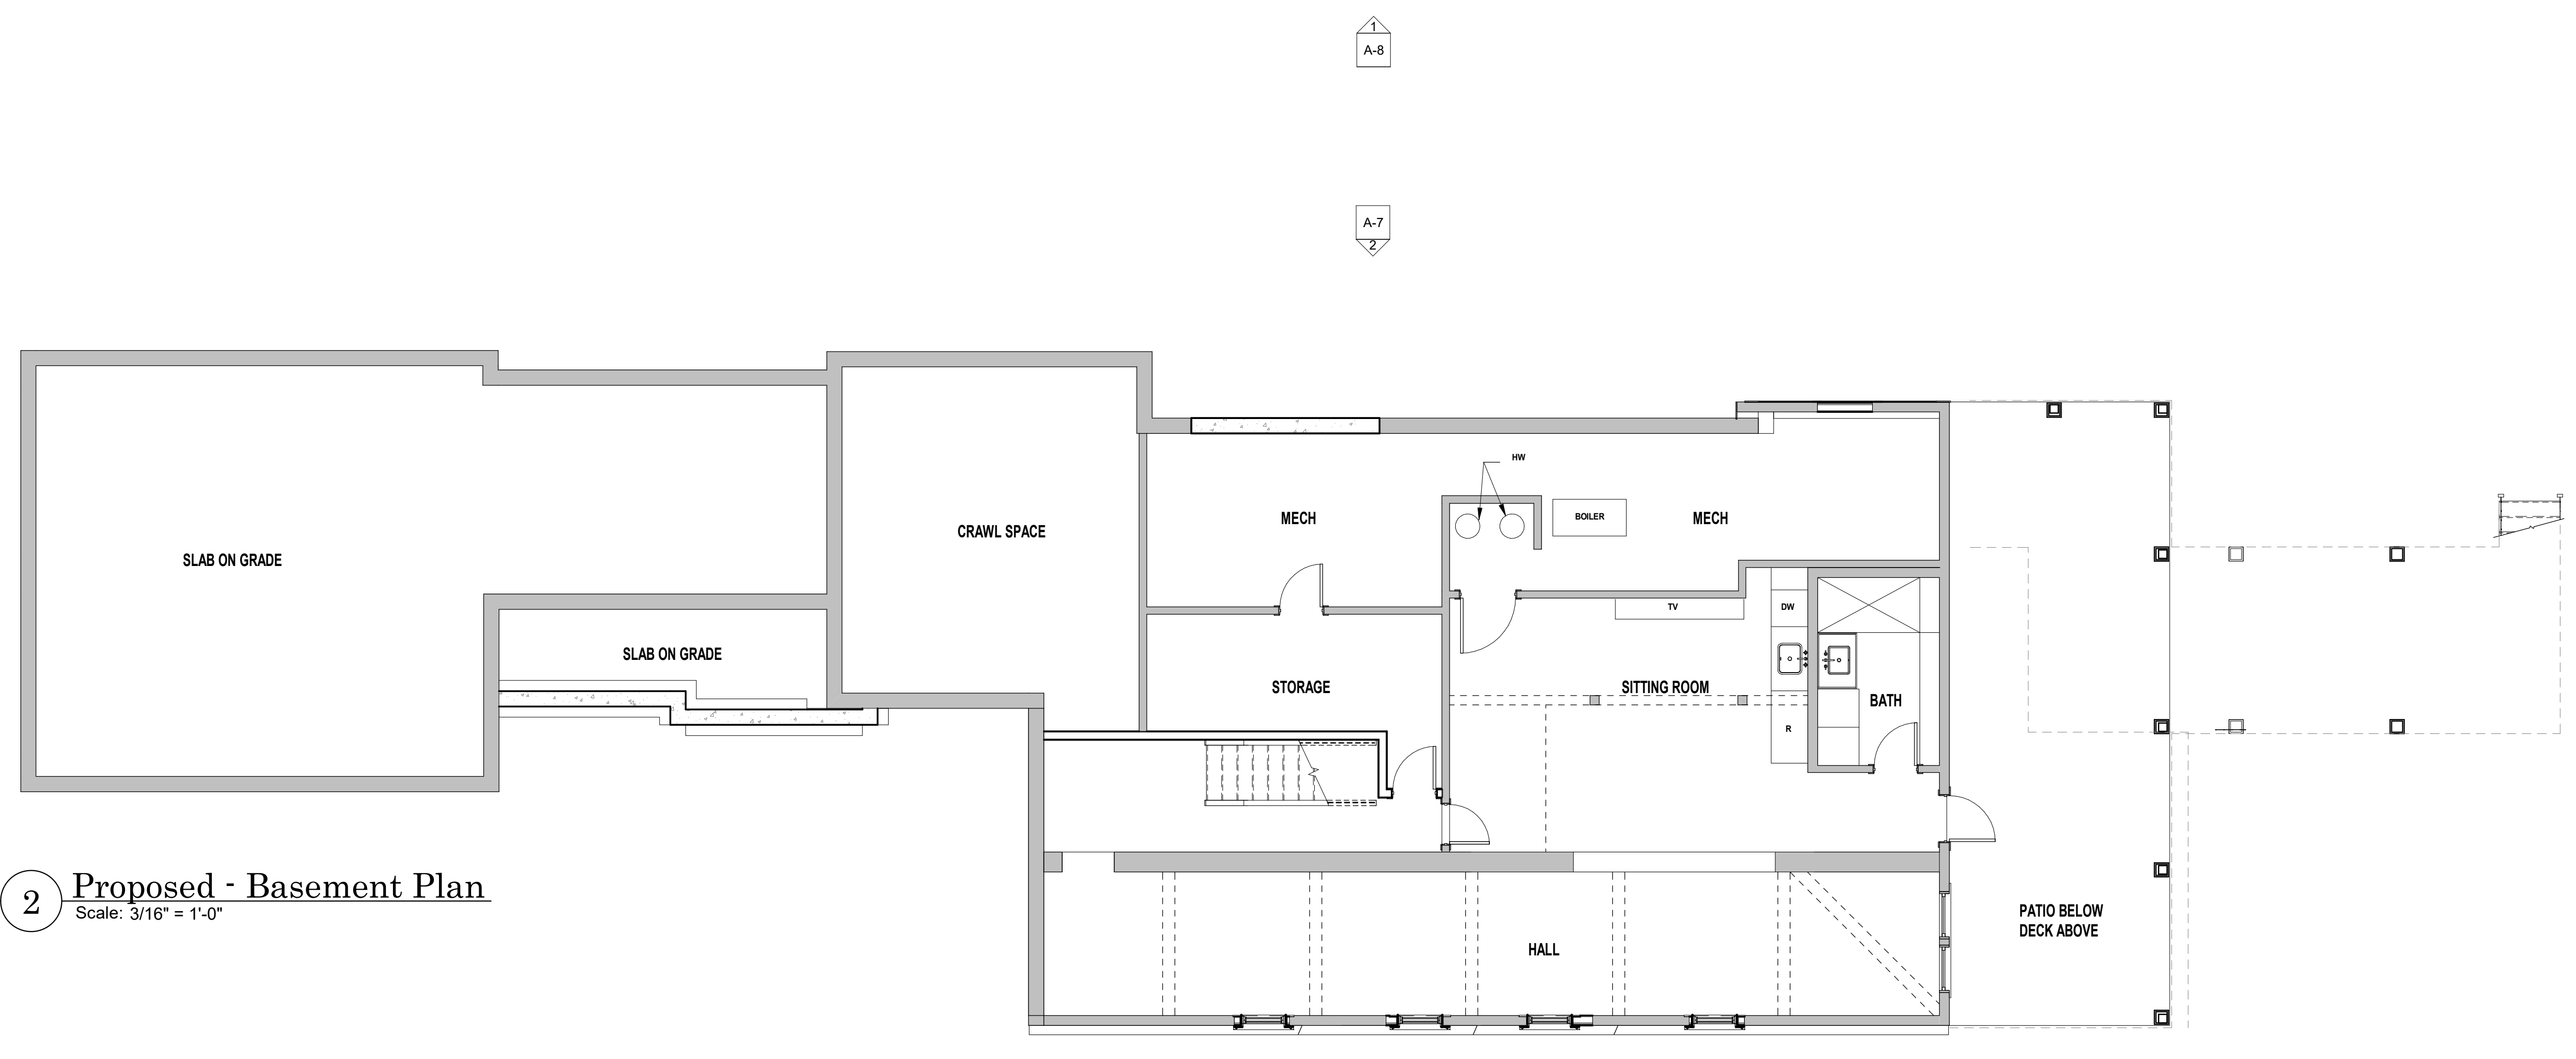 1
A-8
A-7
2
HW
BOILER
MECH
MECH
CRAWL SPACE
SLAB ON GRADE
TV
DW
SLAB ON GRADE
STORAGE
SITTING ROOM
BATH
R
2
Proposed - Basement Plan
Scale: 3/16" = 1'-0"
PATIO BELOW
DECK ABOVE
HALL